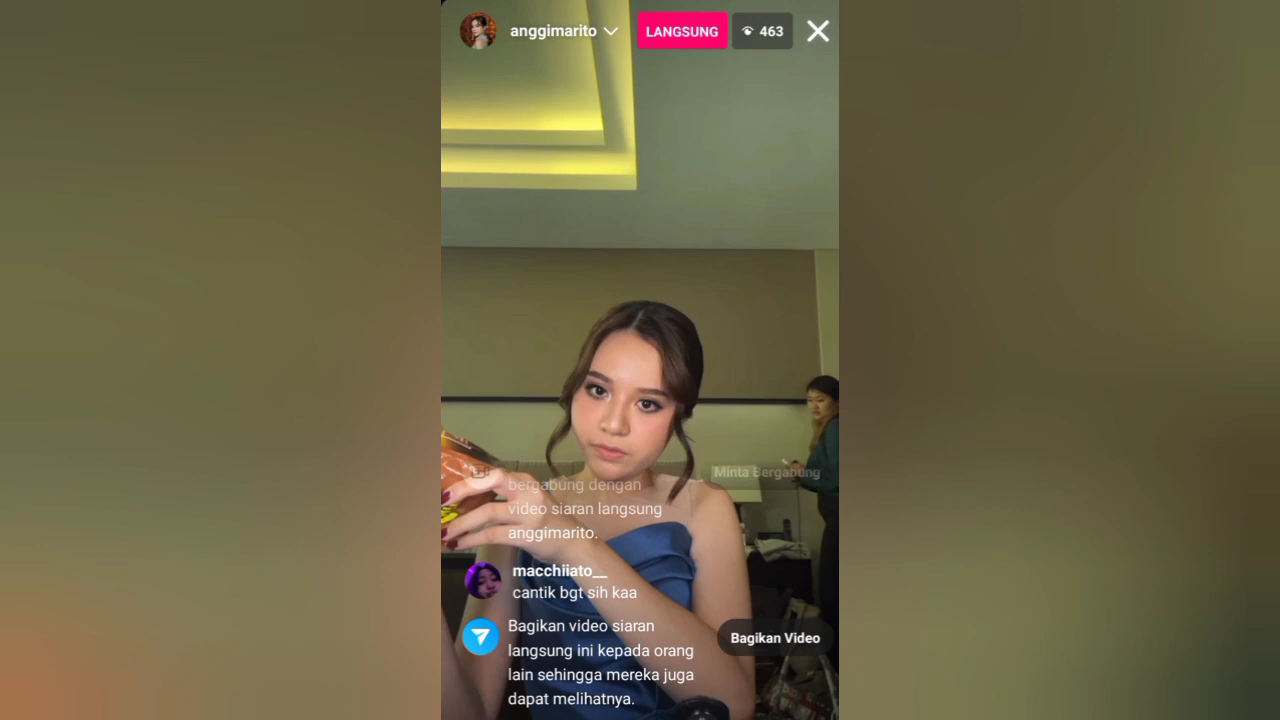 anggimarito
LANGSUNG
463
Minta Bergabung
bergabung dengan
video siaran langsung
anggimarito.
macchiiato__
cantik bgt sih kaa
Bagikan video siaran
langsung ini kepada orang
lain sehingga mereka juga
dapat melihatnya.
Bagikan Video